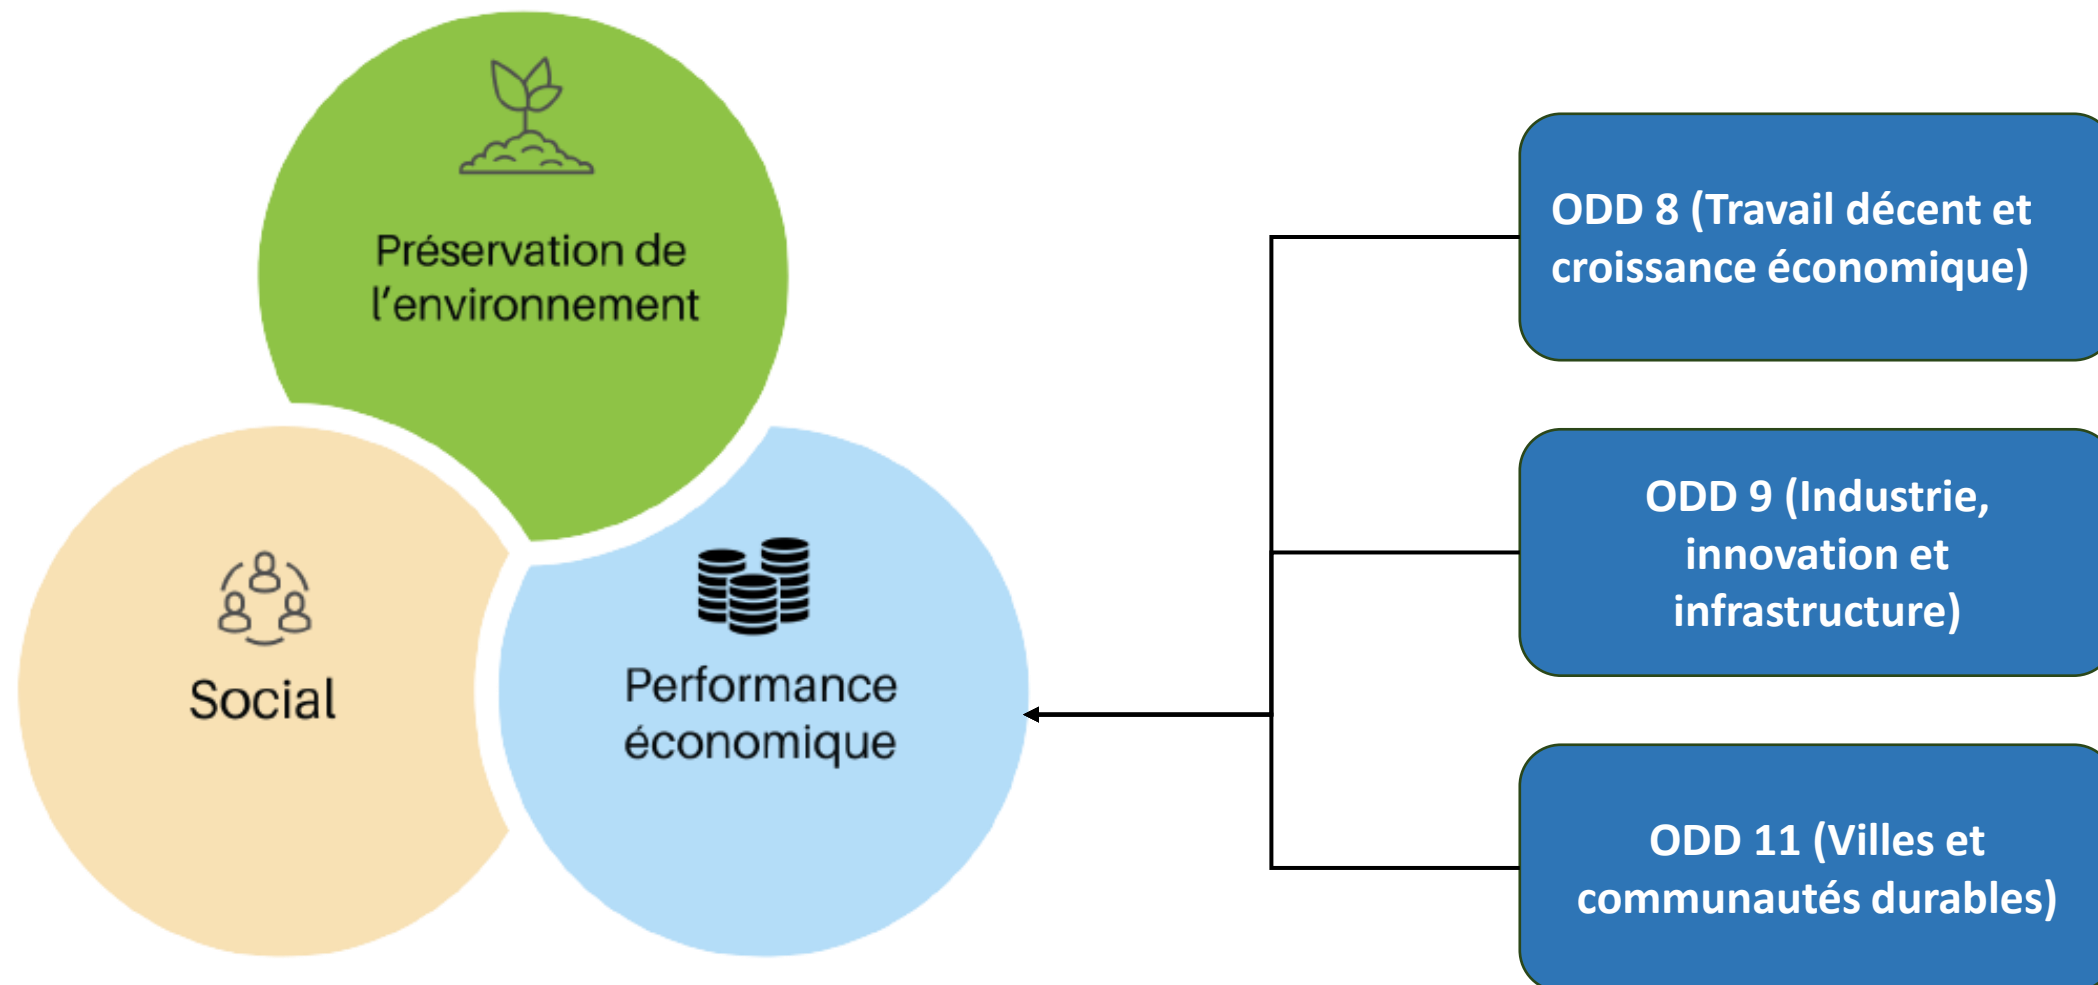 Préservation de
l'environnement
Social
Performance
économique
ODD 8 (Travail décent et
croissance économique)
ODD 9 (Industrie,
innovation et
infrastructure)
ODD 11 (Villes et
communautés durables)